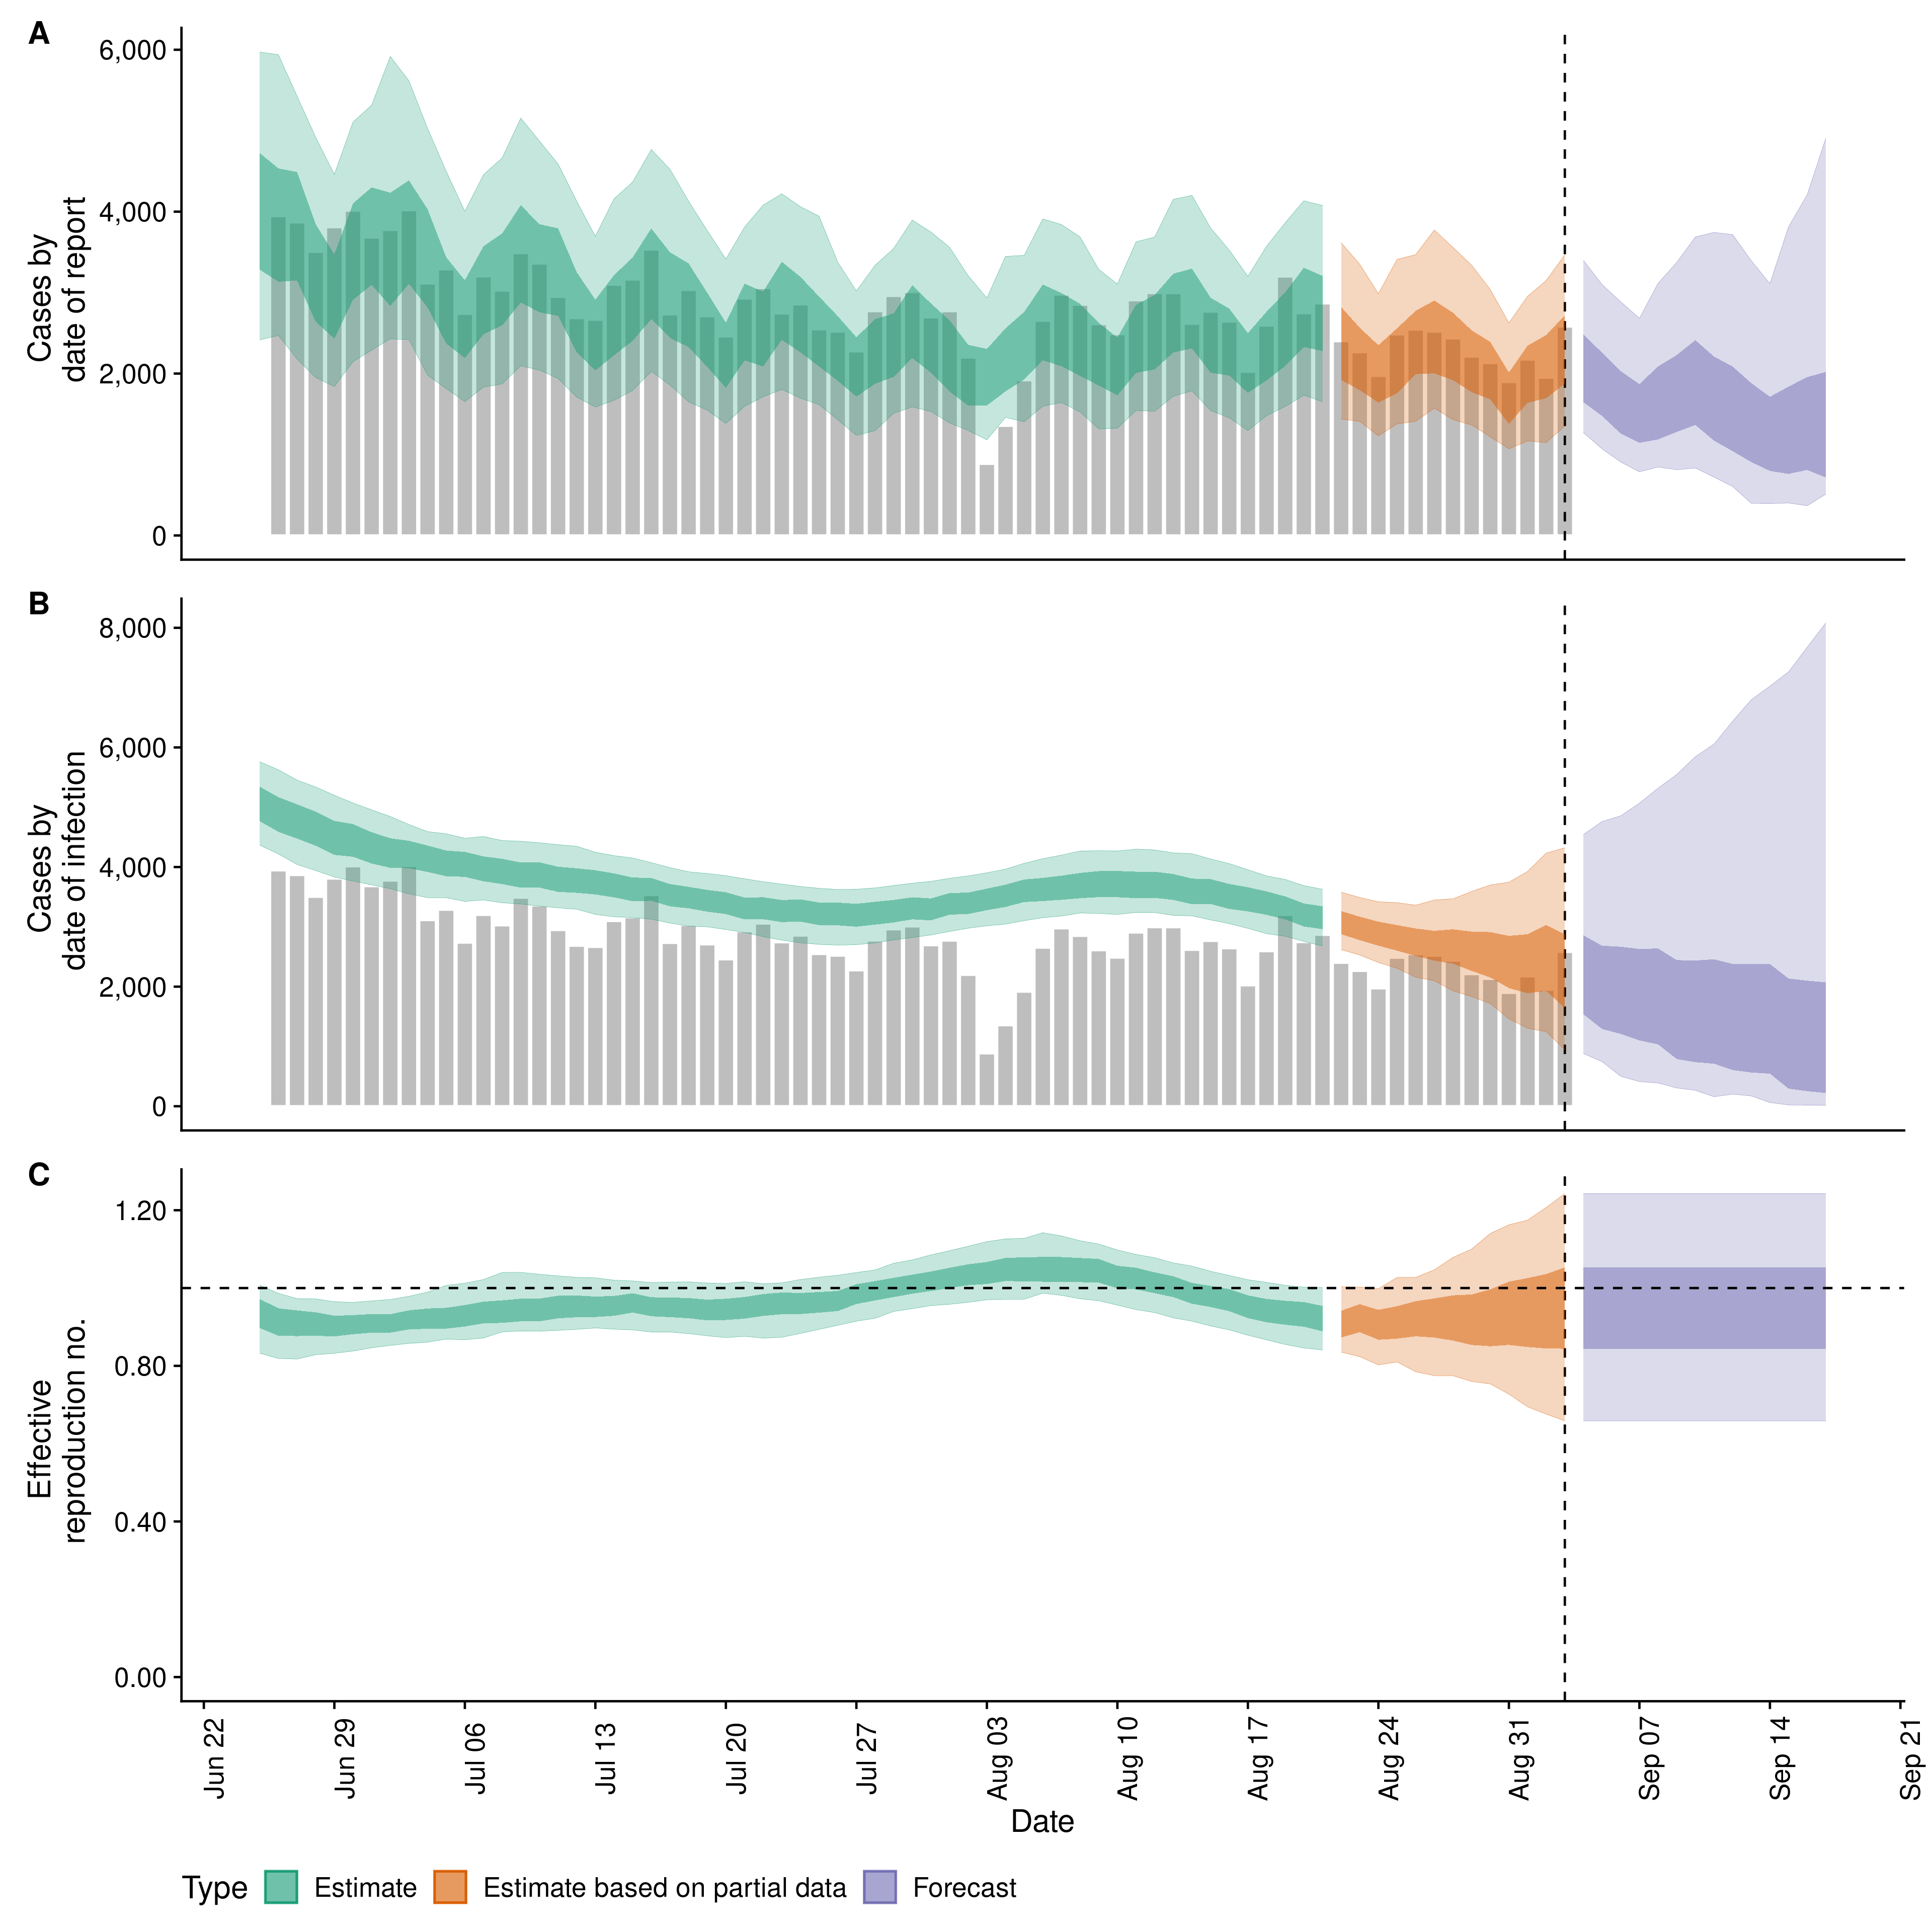 A
6,000
4,000
2,000
0
Cases by
date of report
B
8,000
6,000
4,000
2,000
0
Cases by
date of infection
C
1.20
0.80
0.40
0.00
Effective
reproduction no.
Jun 22
Jun 29
Jul 06
Jul 13
Jul 20
Jul 27
Aug 03
Aug 10
Aug 17
Aug 24
Aug 31
Sep 07
Sep 14
Sep 21
Date
Type Estimate Estimate based on partial data Forecast